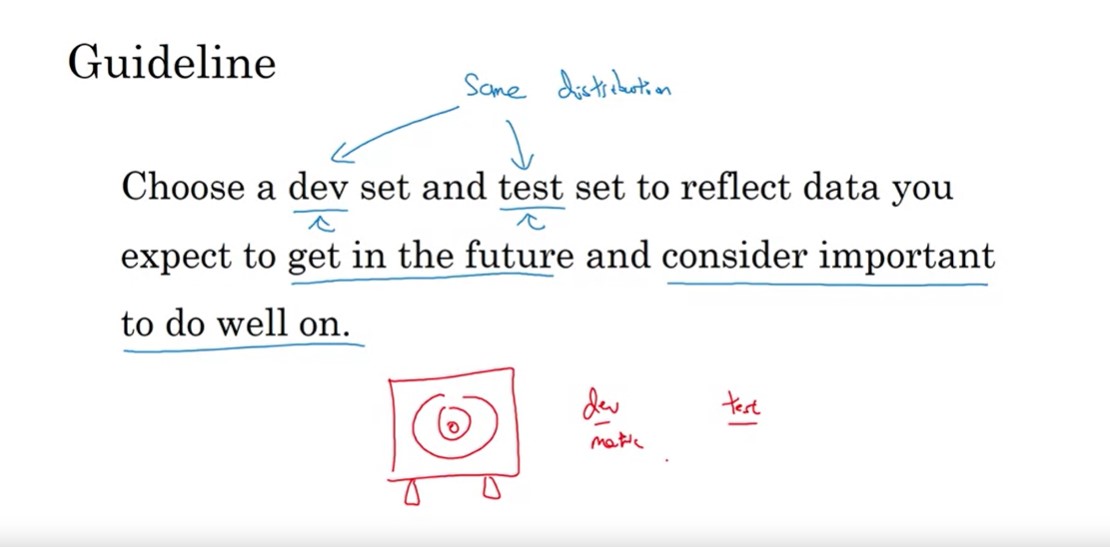 Guideline
Same distribution
Choose a dev set and test set to reflect data you
expect to get in the future and consider important
to do well on.
dev test
metric